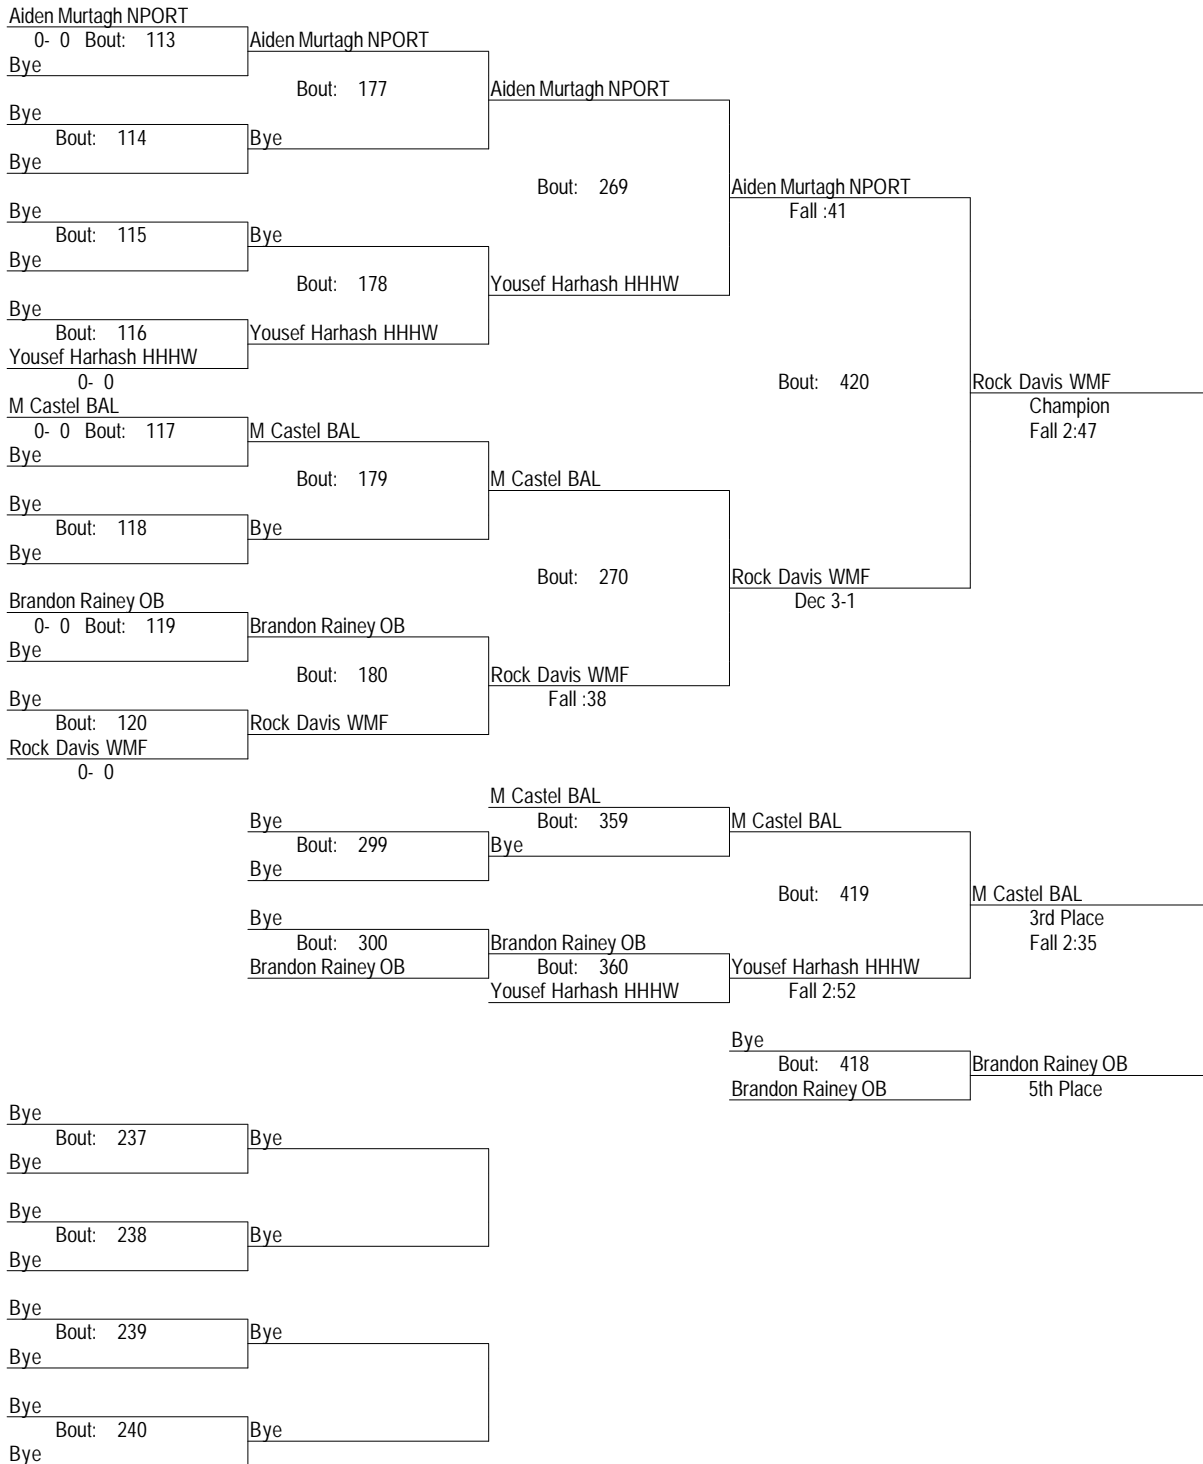 Aiden Murtagh NPORT
0- 0 Bout: 113
Bye
Aiden Murtagh NPORT
Bout: 177
Aiden Murtagh NPORT
Bye
Bout: 114
Bye
Bye
Bout: 269
Aiden Murtagh NPORT
Fall :41
Bye
Bout: 115
Bye
Bye
Bout: 178
Yousef Harhash HHHW
Bye
Bout: 116
Yousef Harhash HHHW
Yousef Harhash HHHW
0- 0
Bout: 420
Rock Davis WMF
Champion
Fall 2:47
M Castel BAL
0- 0 Bout: 117
Bye
M Castel BAL
Bout: 179
M Castel BAL
Bye
Bout: 118
Bye
Bye
Bout: 270
Rock Davis WMF
Dec 3-1
Brandon Rainey OB
0- 0 Bout: 119
Bye
Brandon Rainey OB
Bout: 180
Rock Davis WMF
Fall :38
Bye
Bout: 120
Rock Davis WMF
Rock Davis WMF
0- 0
M Castel BAL
Bye
Bout: 359
M Castel BAL
Bout: 299
Bye
Bye
Bout: 419
M Castel BAL
3rd Place
Fall 2:35
Bye
Bout: 300
Brandon Rainey OB
Brandon Rainey OB
Bout: 360
Yousef Harhash HHHW
Yousef Harhash HHHW
Fall 2:52
Bye
Bout: 418
Brandon Rainey OB
Brandon Rainey OB
5th Place
Bye
Bout: 237
Bye
Bye
Bye
Bout: 238
Bye
Bye
Bye
Bout: 239
Bye
Bye
Bye
Bout: 240
Bye
Bye